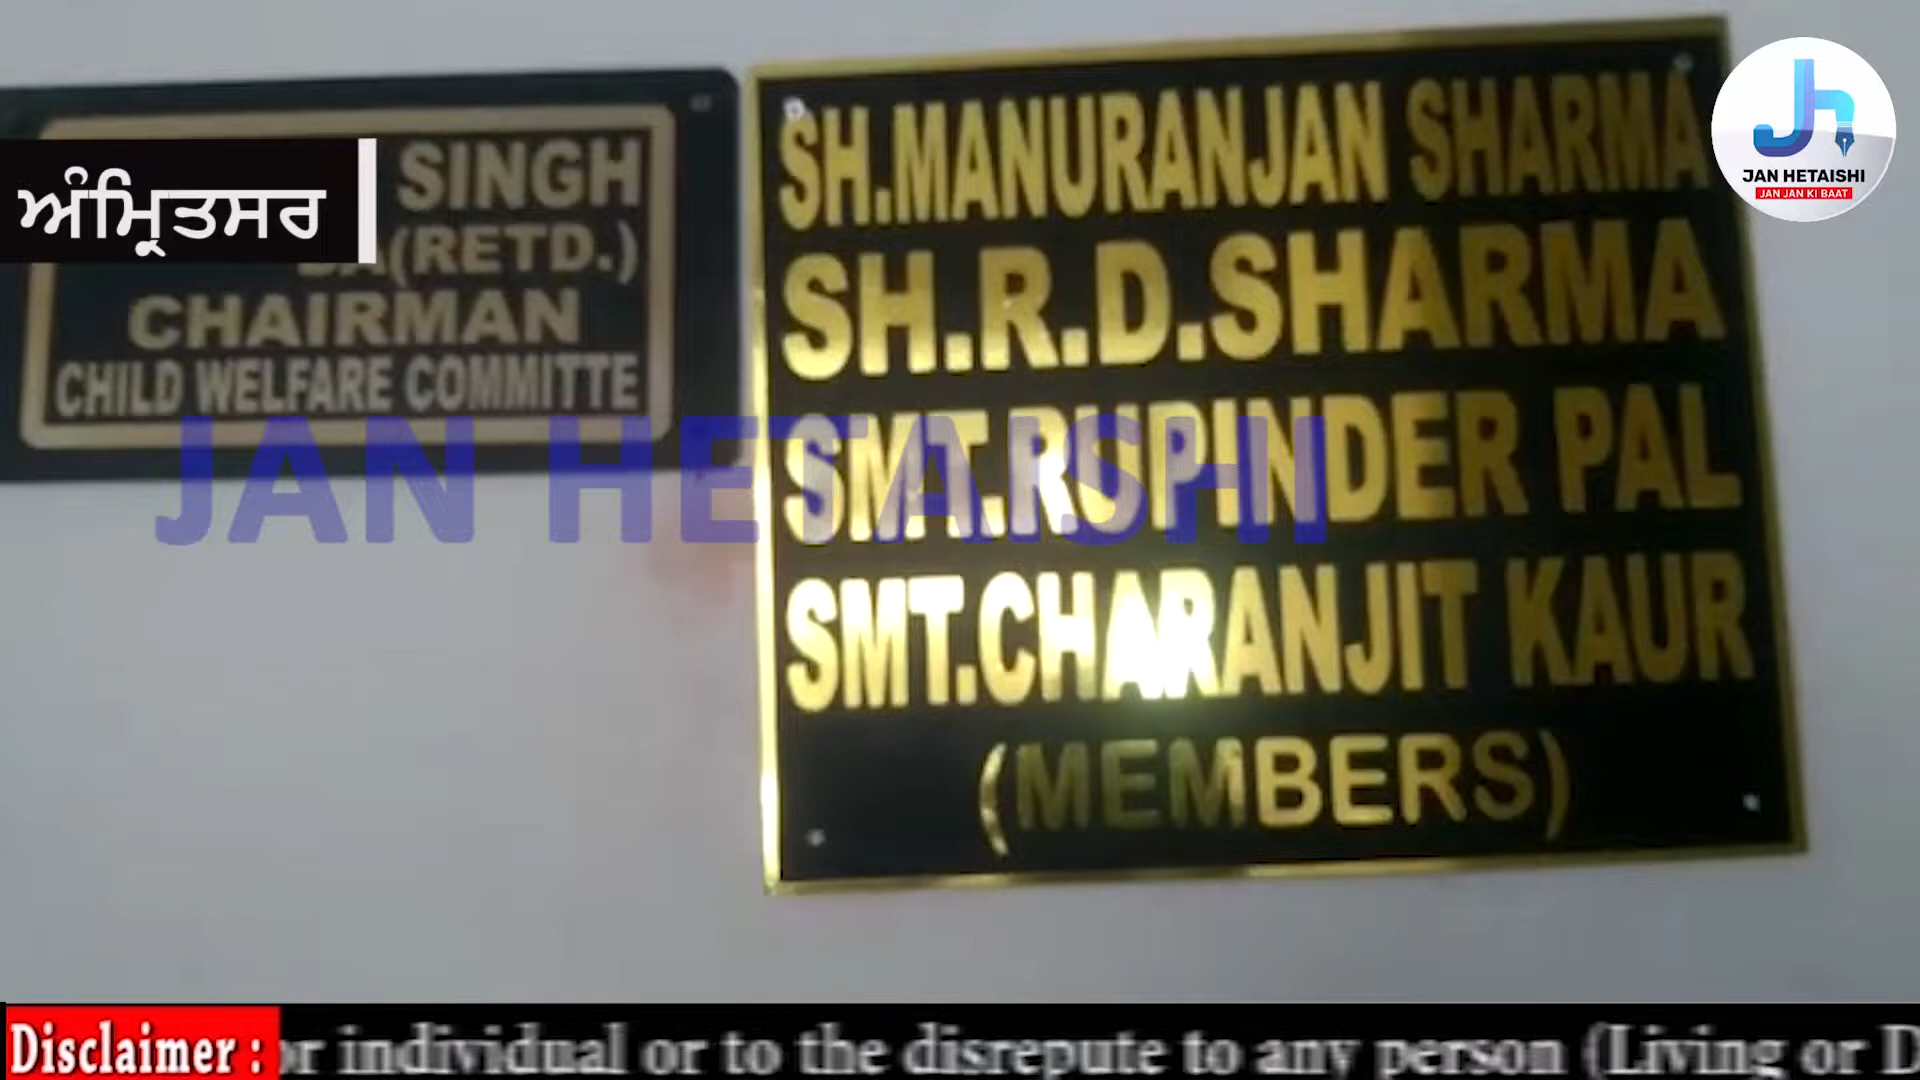 ਅੰਮ੍ਰਿਤਸਰ
SINGH
(RETD.)
CHAIRMAN
CHILD WELFARE COMMITTE
SH.MANURANJAN SHARMA
SH.R.D.SHARMA
SMT.RUPINDER PAL
SMT.CHARANJIT KAUR
(MEMBERS)
JAN HETAISHI
JAN JAN KI BAAT
JAN HETAISHI
Disclaimer : or individual or to the disrepute to any person (Living or D